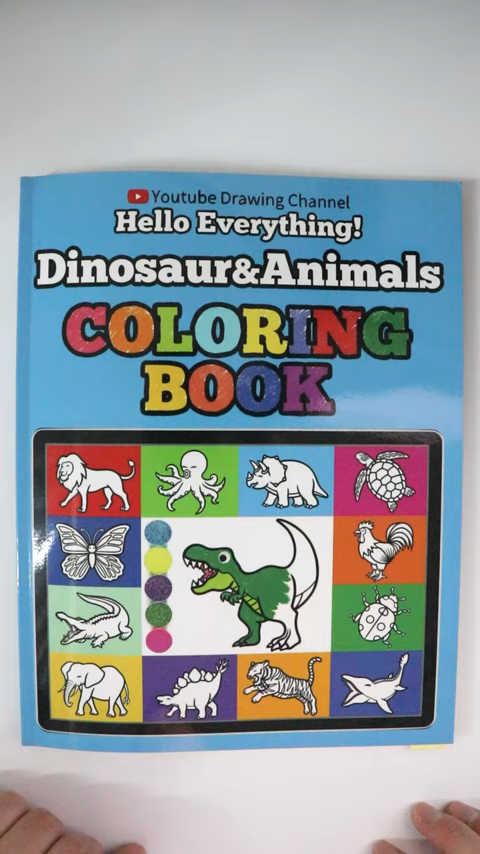 Youtube Drawing Channel
Hello Everything!
Dinosaur&Animals
COLORING
BOOK